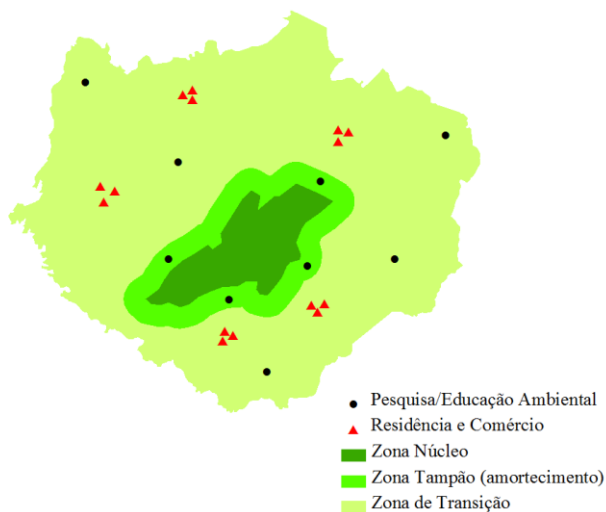 Pesquisa/Educação Ambiental
Residência e Comércio
Zona Núcleo
Zona Tampão (amortecimento)
Zona de Transição